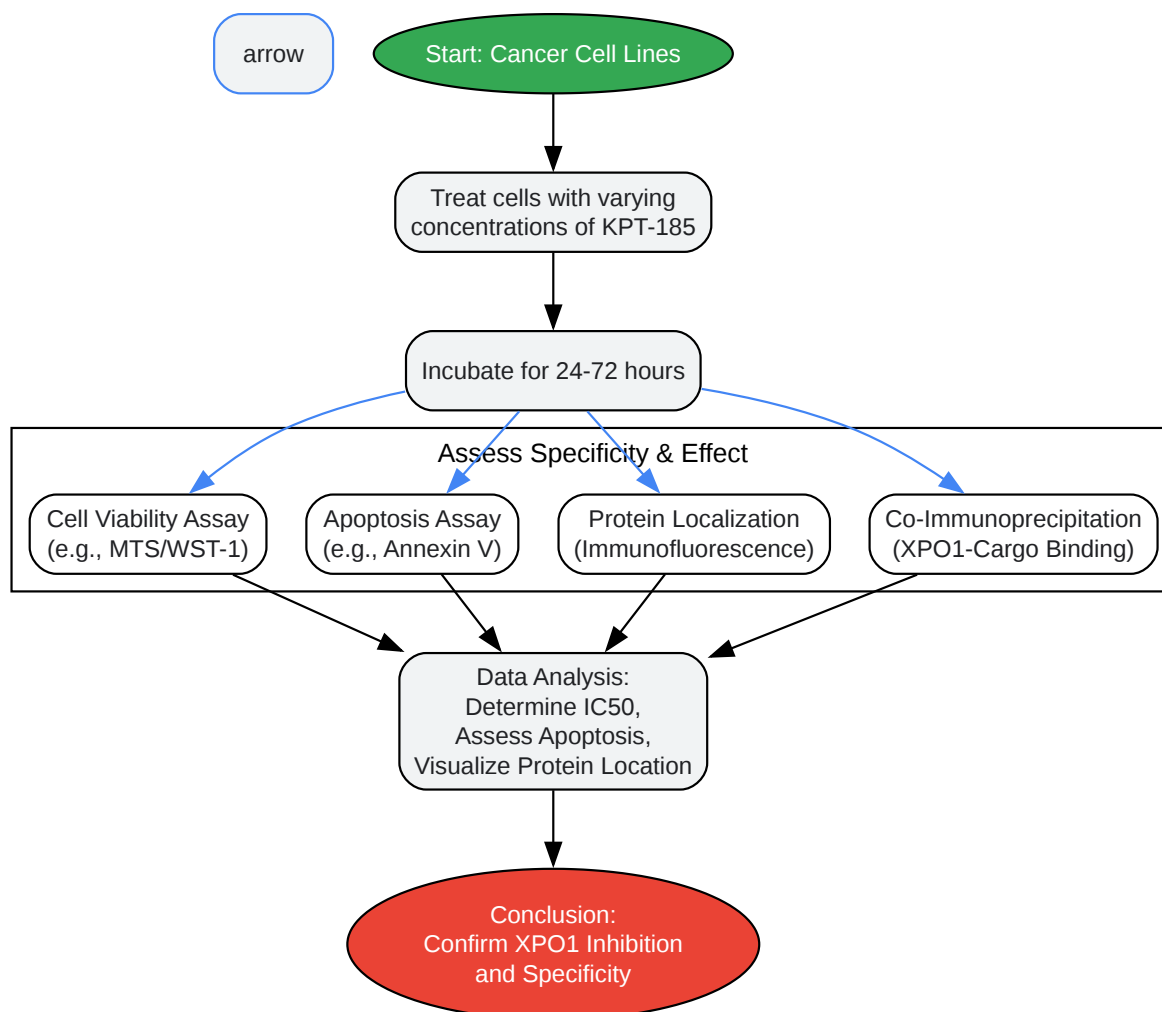 arrow
Start: Cancer Cell Lines
Treat cells with varying
concentrations of KPT-185
Incubate for 24-72 hours
Assess Specificity & Effect
Cell Viability Assay
(e.g., MTS/WST-1)
Apoptosis Assay
(e.g., Annexin V)
Protein Localization
(Immunofluorescence)
Co-Immunoprecipitation
(XPO1-Cargo Binding)
Data Analysis:
Determine IC50,
Assess Apoptosis,
Visualize Protein Location
Conclusion:
Confirm XPO1 Inhibition
and Specificity